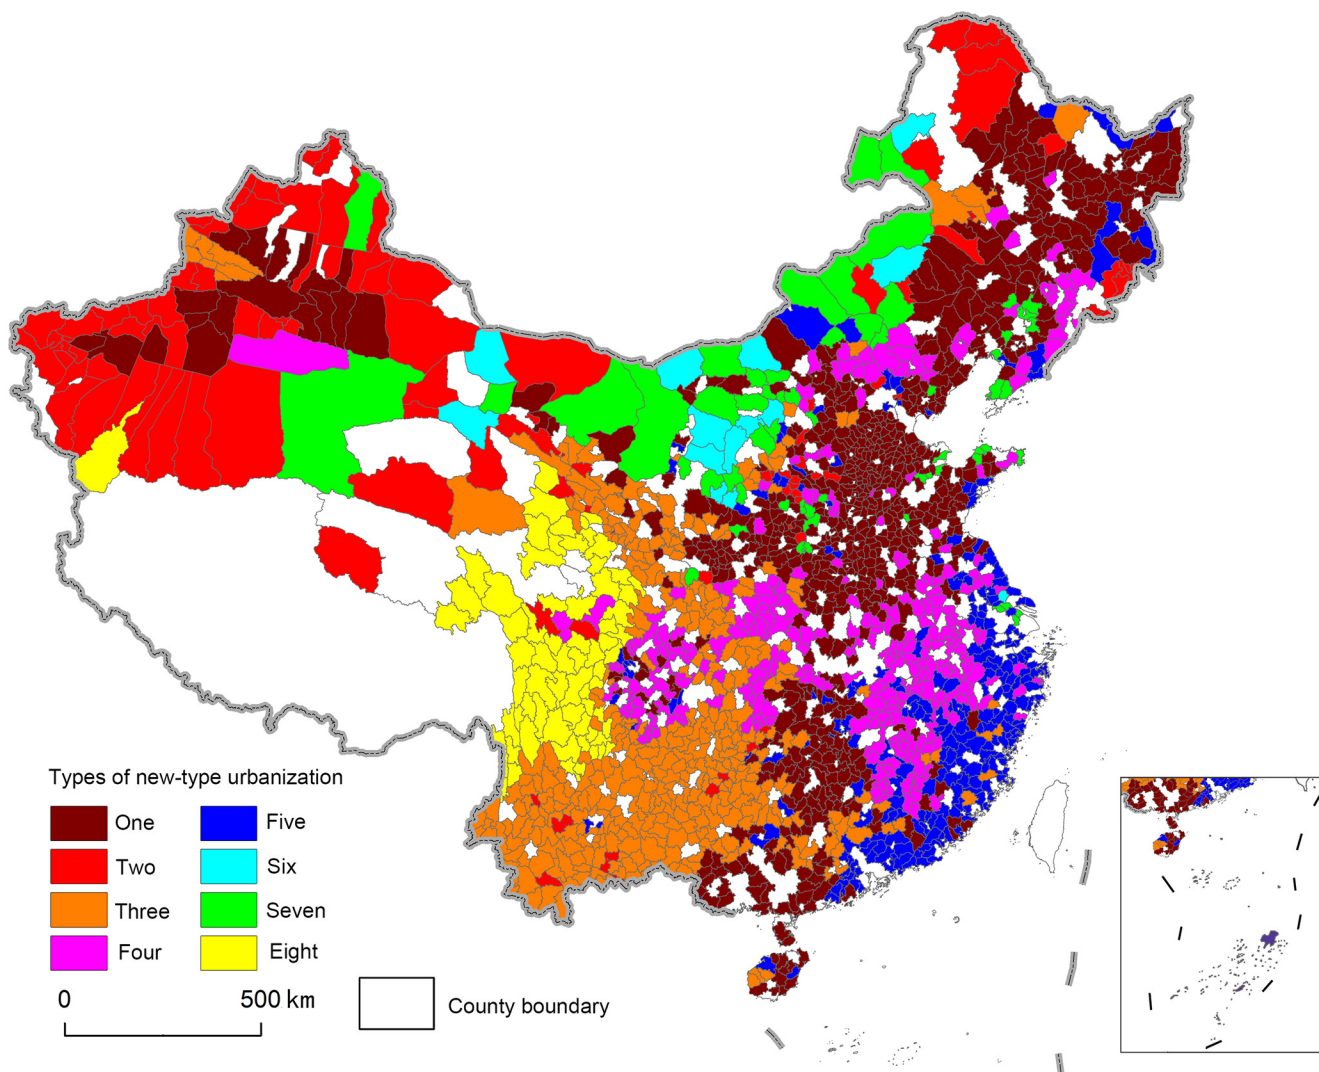 Types of new-type urbanization
One
Five
Two
Six
Three
Seven
Four
Eight
0
500 km
County boundary